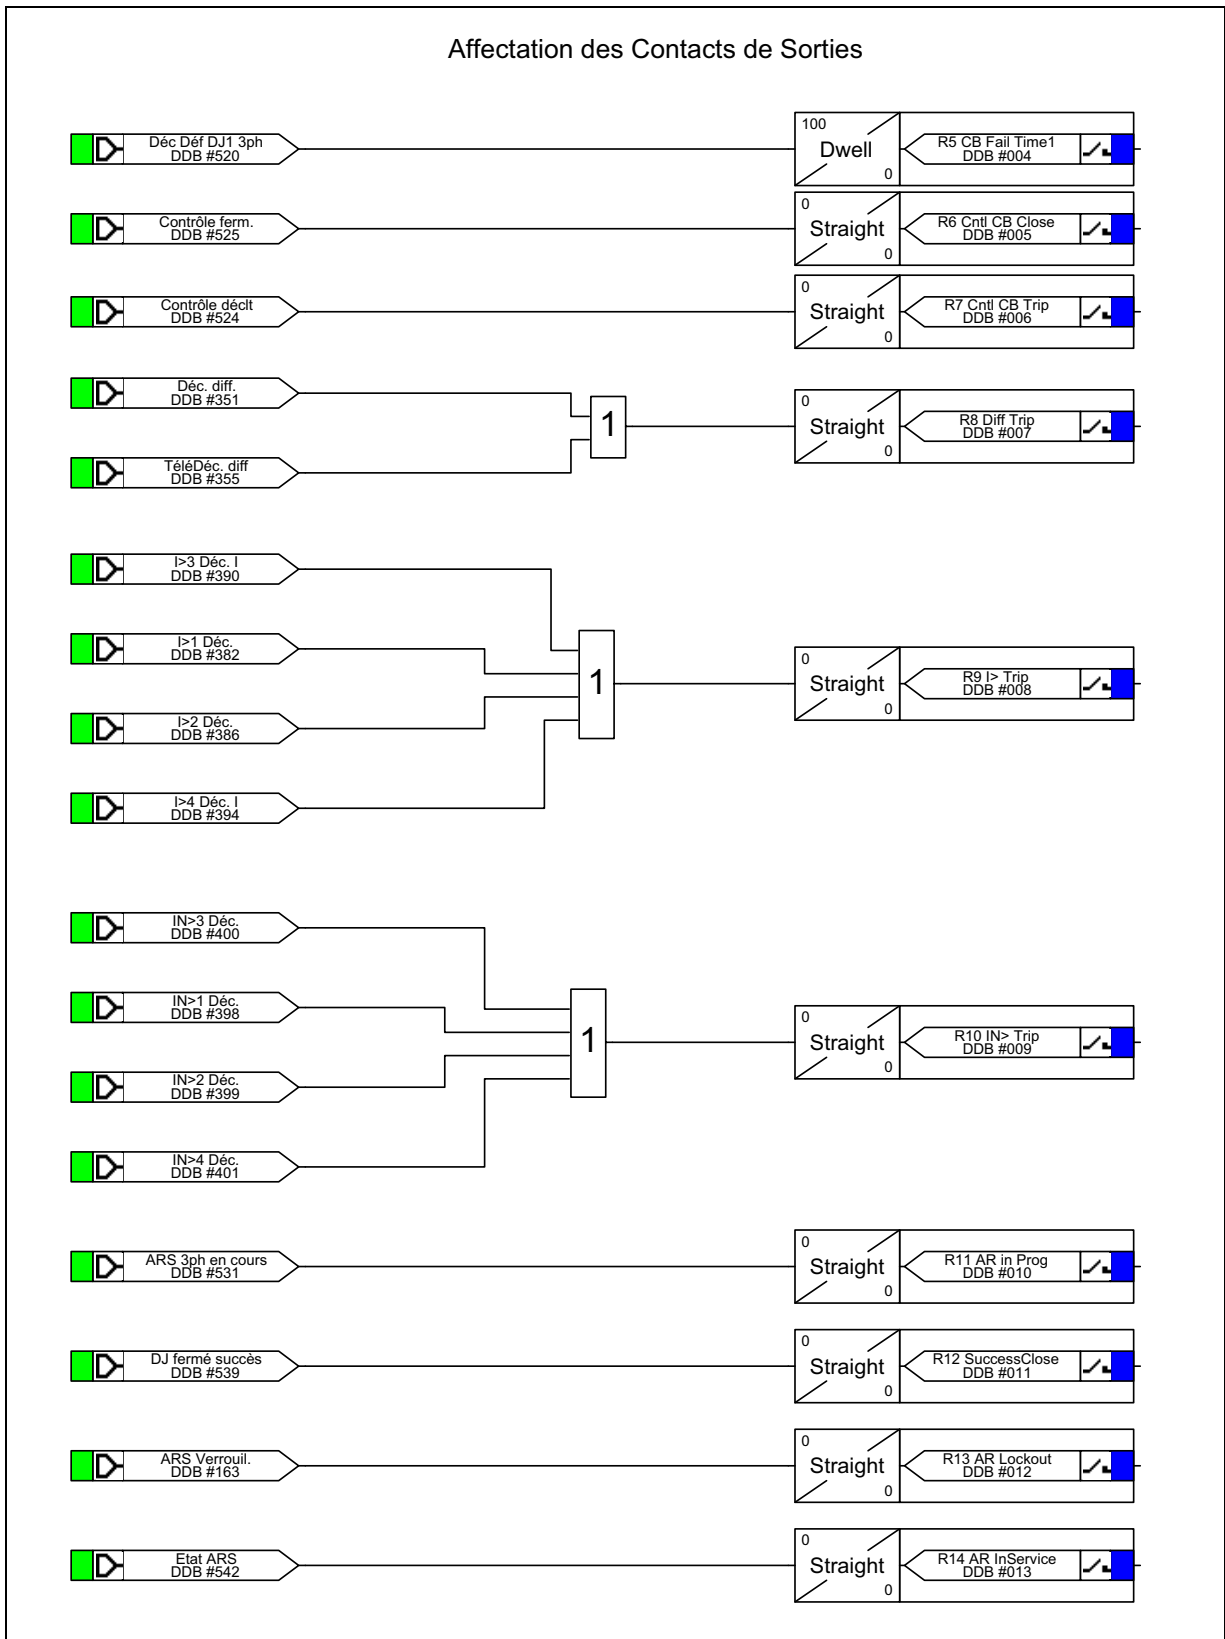 Affectation des Contacts de Sorties
Déc Déf DJ1 3ph
DDB #520
100
Dwell
0
R5 CB Fail Time1
DDB #004
Contrôle ferm.
DDB #525
0
Straight
0
R6 Cntl CB Close
DDB #005
Contrôle déclt
DDB #524
0
Straight
0
R7 Cntl CB Trip
DDB #006
Déc. diff.
DDB #351
TéléDéc. diff
DDB #355
1
0
Straight
0
R8 Diff Trip
DDB #007
I>3 Déc. I
DDB #390
I>1 Déc.
DDB #382
I>2 Déc.
DDB #386
I>4 Déc. I
DDB #394
1
0
Straight
0
R9 I> Trip
DDB #008
IN>3 Déc.
DDB #400
IN>1 Déc.
DDB #398
IN>2 Déc.
DDB #399
IN>4 Déc.
DDB #401
1
0
Straight
0
R10 IN> Trip
DDB #009
ARS 3ph en cours
DDB #531
0
Straight
0
R11 AR in Prog
DDB #010
DJ fermé succès
DDB #539
0
Straight
0
R12 SuccessClose
DDB #011
ARS Verrouil.
DDB #163
0
Straight
0
R13 AR Lockout
DDB #012
Etat ARS
DDB #542
0
Straight
0
R14 AR InService
DDB #013